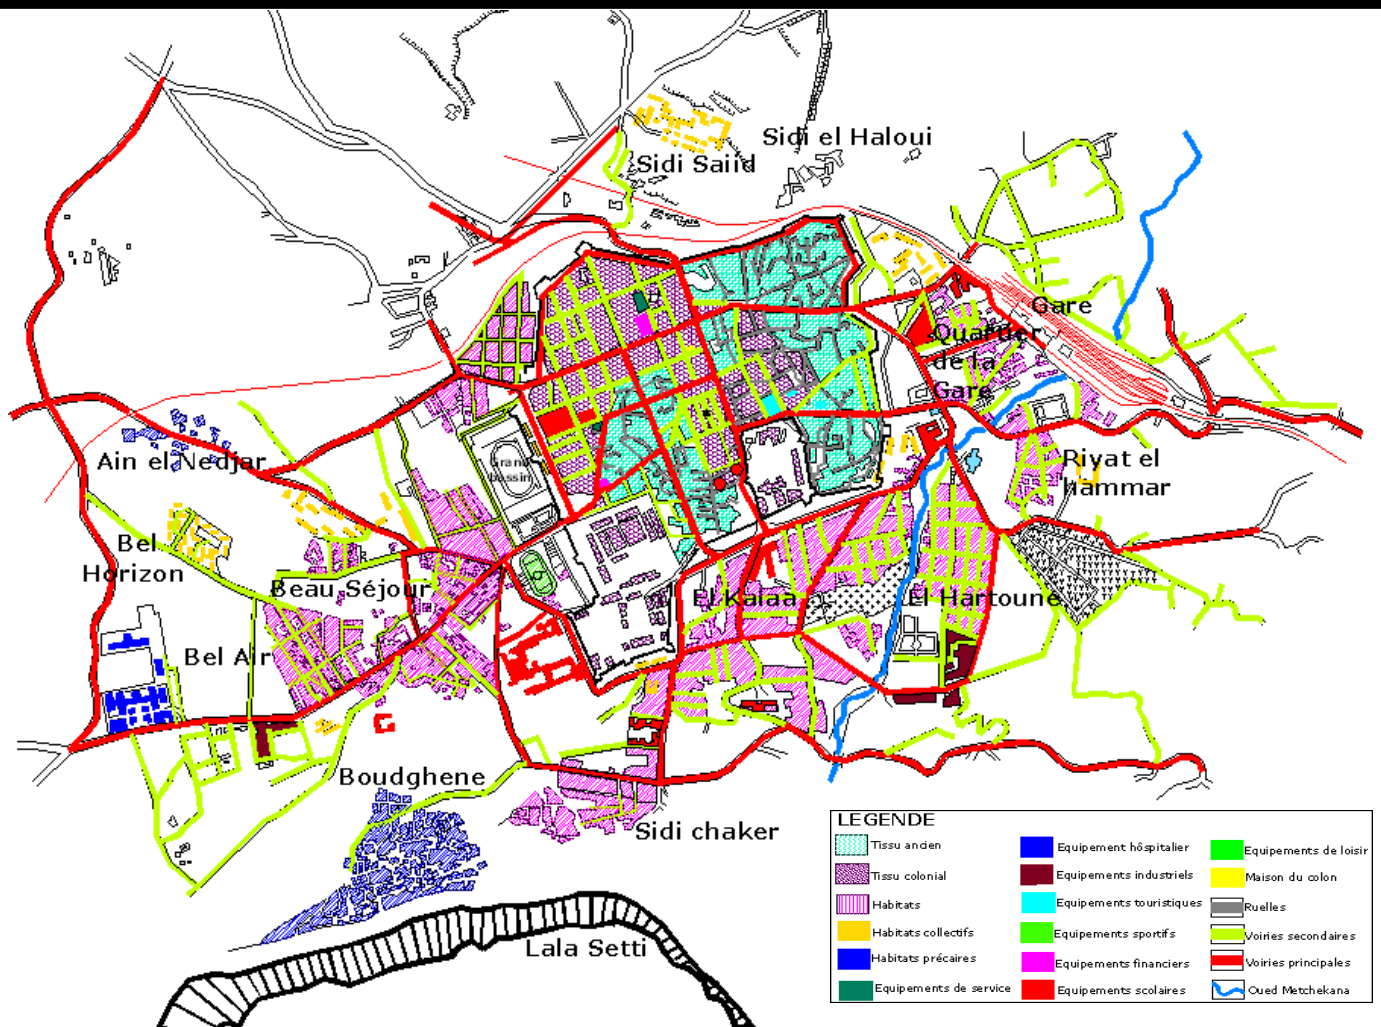 Sidi el Haloui
Sidi Saiid
Gare
Quartier
de la
Gare
Grand
bassin
Ain el Nedjar
Riyat el
Hammar
Bel
Horizon
Beau Séjour
El Kalaa
El Hartoune
Bel Air
Boudghene
Sidi chaker
Lala Setti
LEGENDE
Tissu ancien
Tissu colonial
Habitats
Habitats collectifs
Habitats précaires
Equipements de service
Equipement hôspitalier
Equipements industriels
Equipements touristiques
Equipements sportifs
Equipements financiers
Equipements scolaires
Equipements de loisir
Maison du colon
Ruelles
Voiries secondaires
Voiries principales
Oued Metchekana